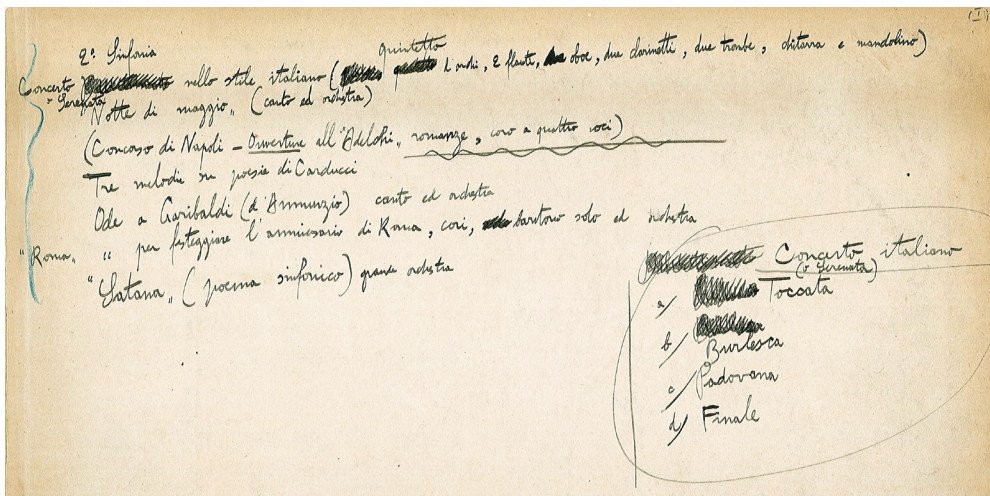 (I)
2ª Sinfonia
quintetto
Concerto nello stile italiano ( d'archi, 2 flauti, oboe, due clarinetti, due trombe, chitarra e mandolino)
o Serenata
"Notte di maggio" (canto ed orchestra)
(Concorso di Napoli – Ouverture all'"Adelchi" romanze, coro a quattro voci)
Tre melodie su poesie di Carducci
Ode a Garibaldi (d'Annunzio) canto ed orchestra
"Roma" " per festeggiare l'anniversario di Roma, cori, baritono solo ed orchestra
"Satana" (poema sinfonico) grande orchestra
Concerto italiano
(o Serenata)
a/ Toccata
b/ Burlesca
c/ Padovana
d/ Finale